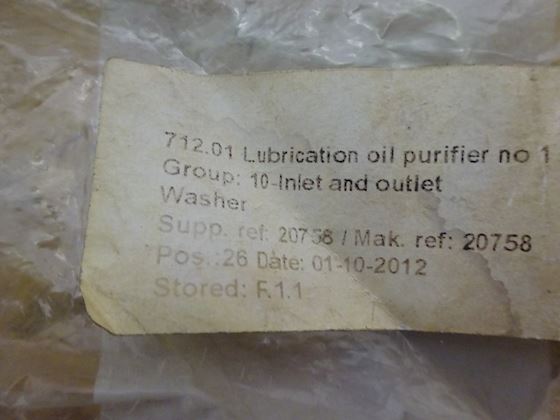 712.01 Lubrication oil purifier no 1
Group: 10-Inlet and outlet
Washer
Supp. ref: 20758 / Mak. ref: 20758
Pos.:26 Date: 01-10-2012
Stored: F.1.1